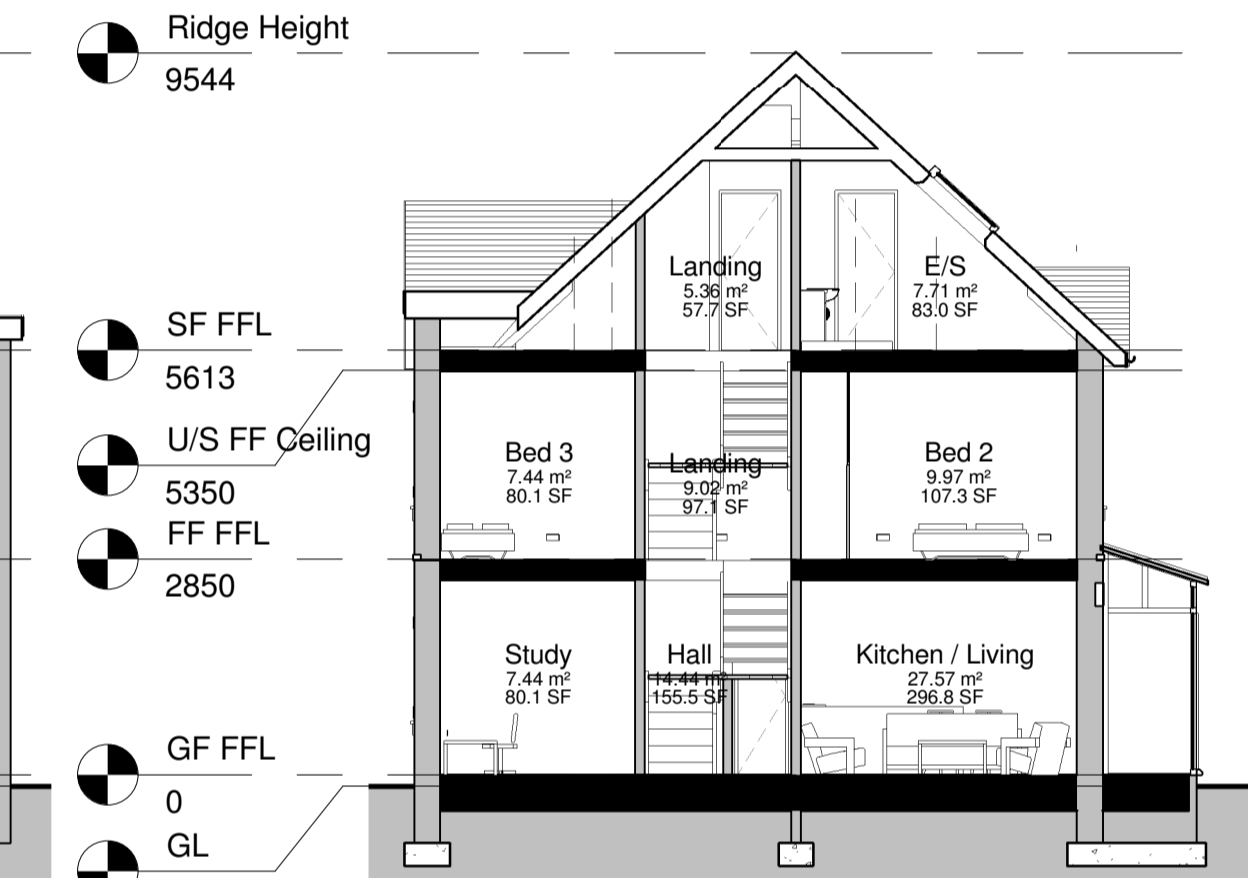 Ridge Height
9544
SF FFL
5613
U/S FF Ceiling
5350
FF FFL
2850
GF FFL
0
GL
Landing
5.36 m²
57.7 SF
E/S
7.71 m²
83.0 SF
Bed 3
7.44 m²
80.1 SF
Landing
9.02 m²
97.1 SF
Bed 2
9.97 m²
107.3 SF
Study
7.44 m²
80.1 SF
Hall
14.44 m²
155.5 SF
Kitchen / Living
27.57 m²
296.8 SF